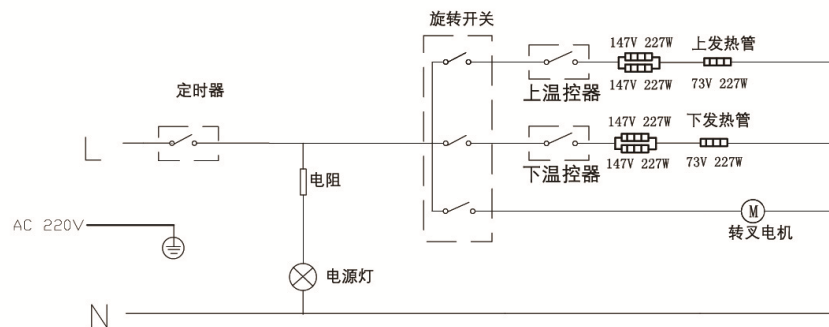 旋转开关
147V 227W
上发热管
定时器
上温控器
147V 227W
73V 227W
147V 227W
下发热管
L
电阻
下温控器
147V 227W
73V 227W
M
AC 220V
转叉电机
电源灯
N